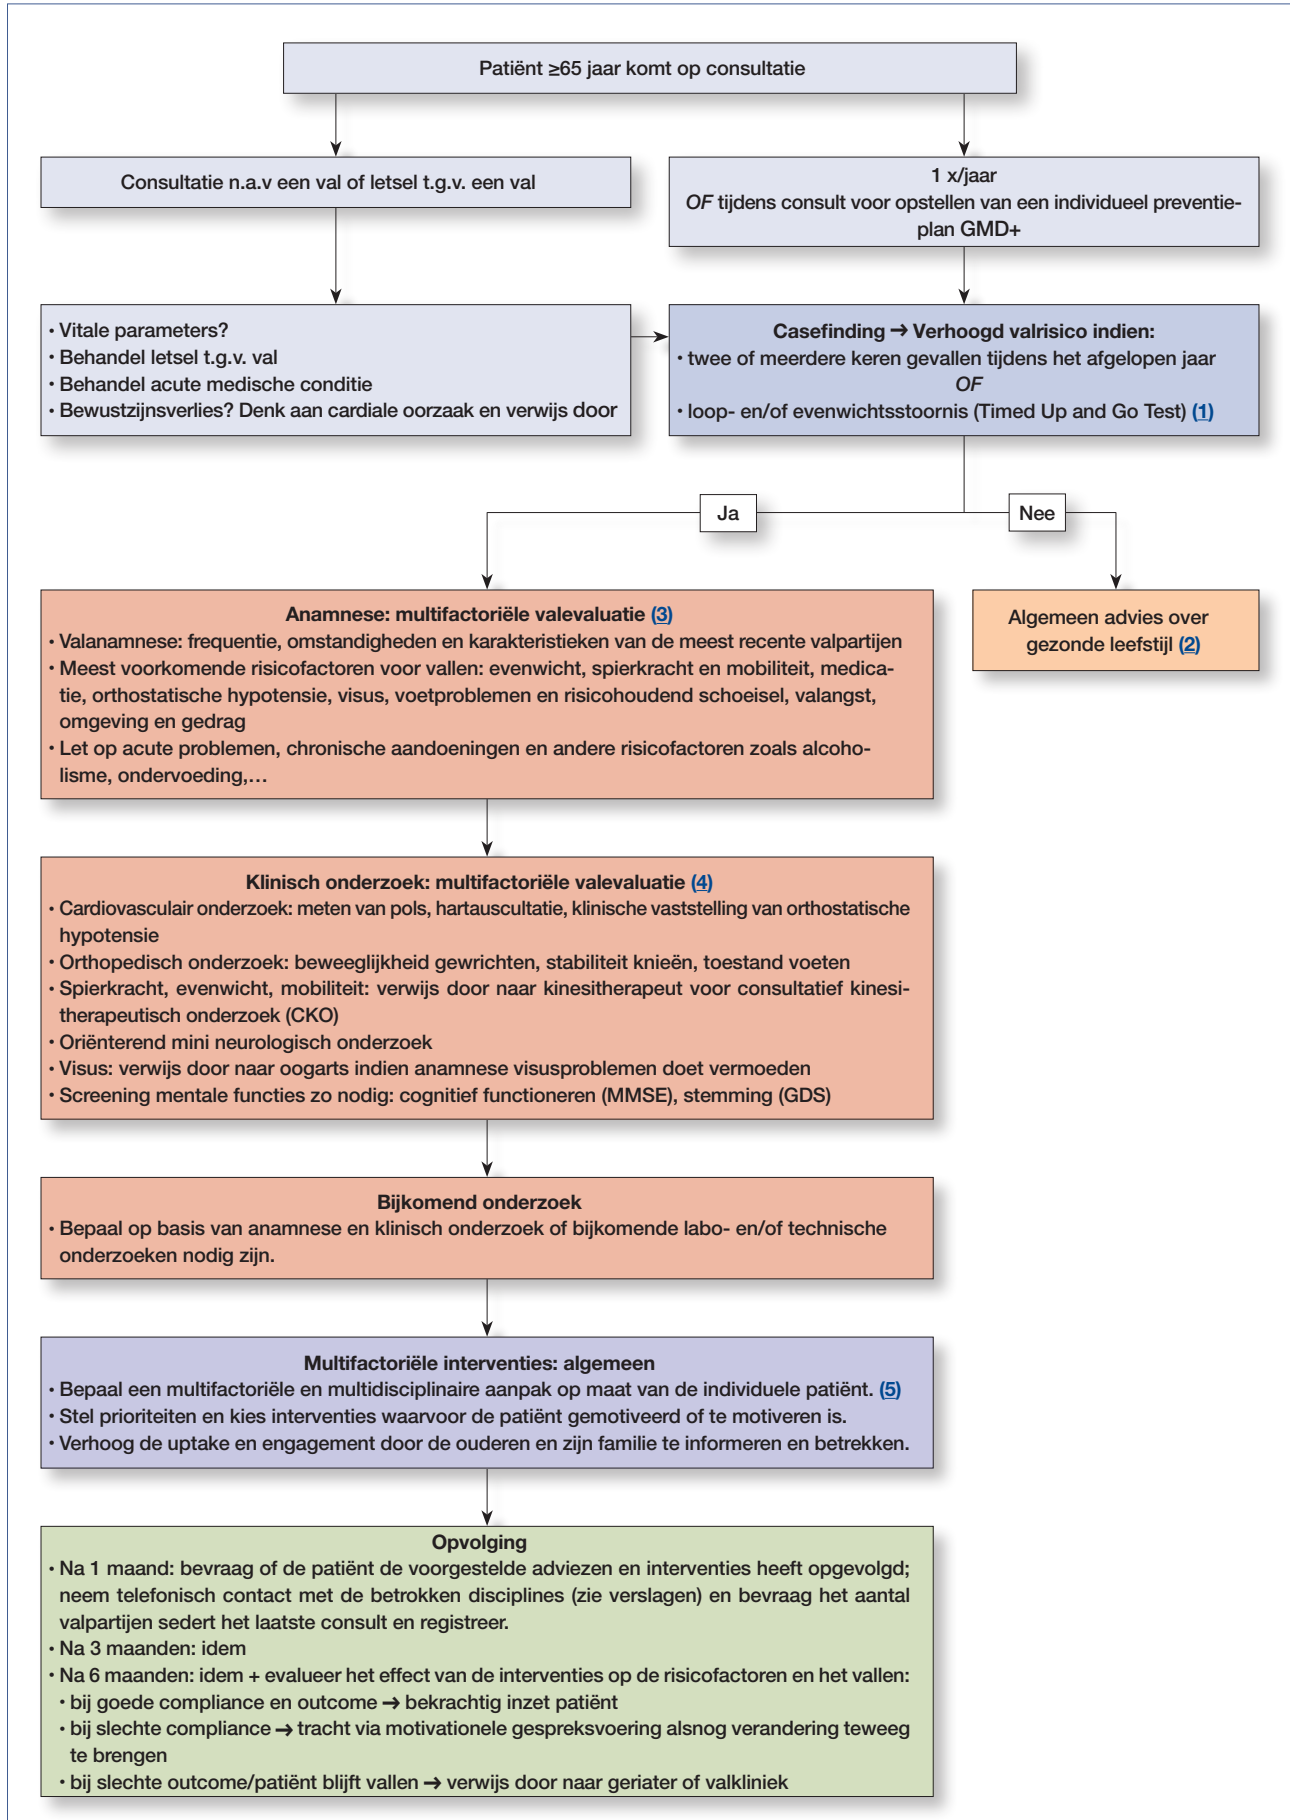 Patiënt ≥65 jaar komt op consultatie
Consultatie n.a.v een val of letsel t.g.v. een val
1 x/jaar
OF tijdens consult voor opstellen van een individueel preventie-
plan GMD+
• Vitale parameters?
• Behandel letsel t.g.v. val
• Behandel acute medische conditie
• Bewustzijnsverlies? Denk aan cardiale oorzaak en verwijs door
Casefinding → Verhoogd valrisico indien:
• twee of meerdere keren gevallen tijdens het afgelopen jaar
OF
• loop- en/of evenwichtsstoornis (Timed Up and Go Test) (1)
Ja
Nee
Anamnese: multifactoriële valevaluatie (3)
• Valanamnese: frequentie, omstandigheden en karakteristieken van de meest recente valpartijen
• Meest voorkomende risicofactoren voor vallen: evenwicht, spierkracht en mobiliteit, medica-
tie, orthostatische hypotensie, visus, voetproblemen en risicohoudend schoeisel, valangst,
omgeving en gedrag
• Let op acute problemen, chronische aandoeningen en andere risicofactoren zoals alcoho-
lisme, ondervoeding,…
Algemeen advies over
gezonde leefstijl (2)
Klinisch onderzoek: multifactoriële valevaluatie (4)
• Cardiovasculair onderzoek: meten van pols, hartauscultatie, klinische vaststelling van orthostatische
hypotensie
• Orthopedisch onderzoek: beweeglijkheid gewrichten, stabiliteit knieën, toestand voeten
• Spierkracht, evenwicht, mobiliteit: verwijs door naar kinesitherapeut voor consultatief kinesi-
therapeutisch onderzoek (CKO)
• Oriënterend mini neurologisch onderzoek
• Visus: verwijs door naar oogarts indien anamnese visusproblemen doet vermoeden
• Screening mentale functies zo nodig: cognitief functioneren (MMSE), stemming (GDS)
Bijkomend onderzoek
• Bepaal op basis van anamnese en klinisch onderzoek of bijkomende labo- en/of technische
onderzoeken nodig zijn.
Multifactoriële interventies: algemeen
• Bepaal een multifactoriële en multidisciplinaire aanpak op maat van de individuele patiënt. (5)
• Stel prioriteiten en kies interventies waarvoor de patiënt gemotiveerd of te motiveren is.
• Verhoog de uptake en engagement door de ouderen en zijn familie te informeren en betrekken.
Opvolging
• Na 1 maand: bevraag of de patiënt de voorgestelde adviezen en interventies heeft opgevolgd;
neem telefonisch contact met de betrokken disciplines (zie verslagen) en bevraag het aantal
valpartijen sedert het laatste consult en registreer.
• Na 3 maanden: idem
• Na 6 maanden: idem + evalueer het effect van de interventies op de risicofactoren en het vallen:
• bij goede compliance en outcome → bekrachtig inzet patiënt
• bij slechte compliance → tracht via motivationele gespreksvoering alsnog verandering teweeg
te brengen
• bij slechte outcome/patiënt blijft vallen → verwijs door naar geriater of valkliniek